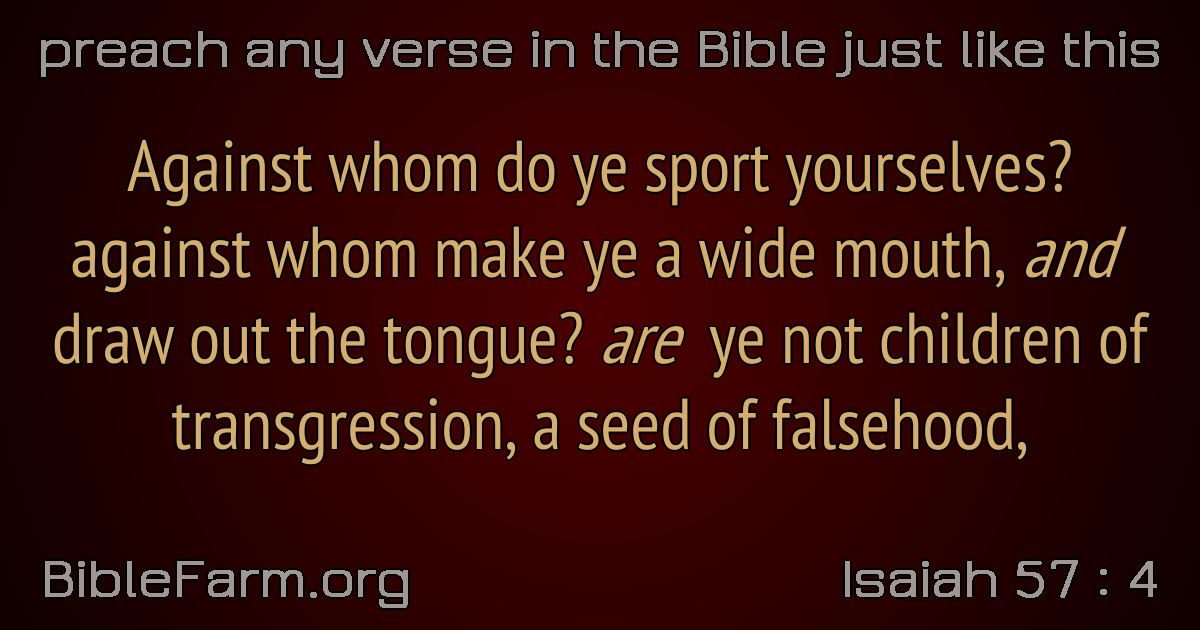 preach any verse in the Bible just like this
Against whom do ye sport yourselves?
against whom make ye a wide mouth, and
draw out the tongue? are ye not children of
transgression, a seed of falsehood,
BibleFarm.org
Isaiah 57 : 4